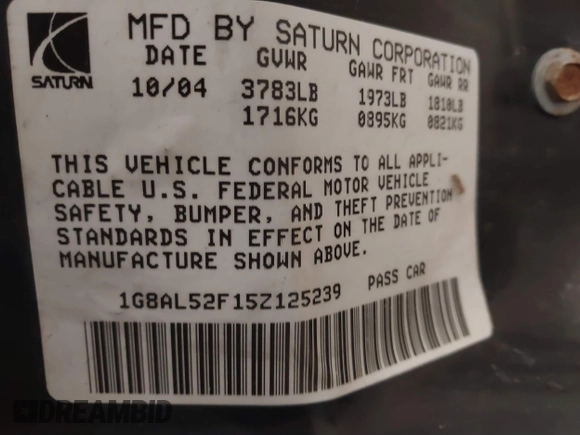 MFD BY SATURN CORPORATION
SATURN
DATE GVWR GAWR FRT GAWR RR
10/04 3783LB 1973LB 1810LB
1716KG 0895KG 0821KG
THIS VEHICLE CONFORMS TO ALL APPLI-
CABLE U.S. FEDERAL MOTOR VEHICLE
SAFETY, BUMPER, AND THEFT PREVENTION
STANDARDS IN EFFECT ON THE DATE OF
MANUFACTURE SHOWN ABOVE.
1G8AL52F15Z125239 PASS CAR
DREAMBID